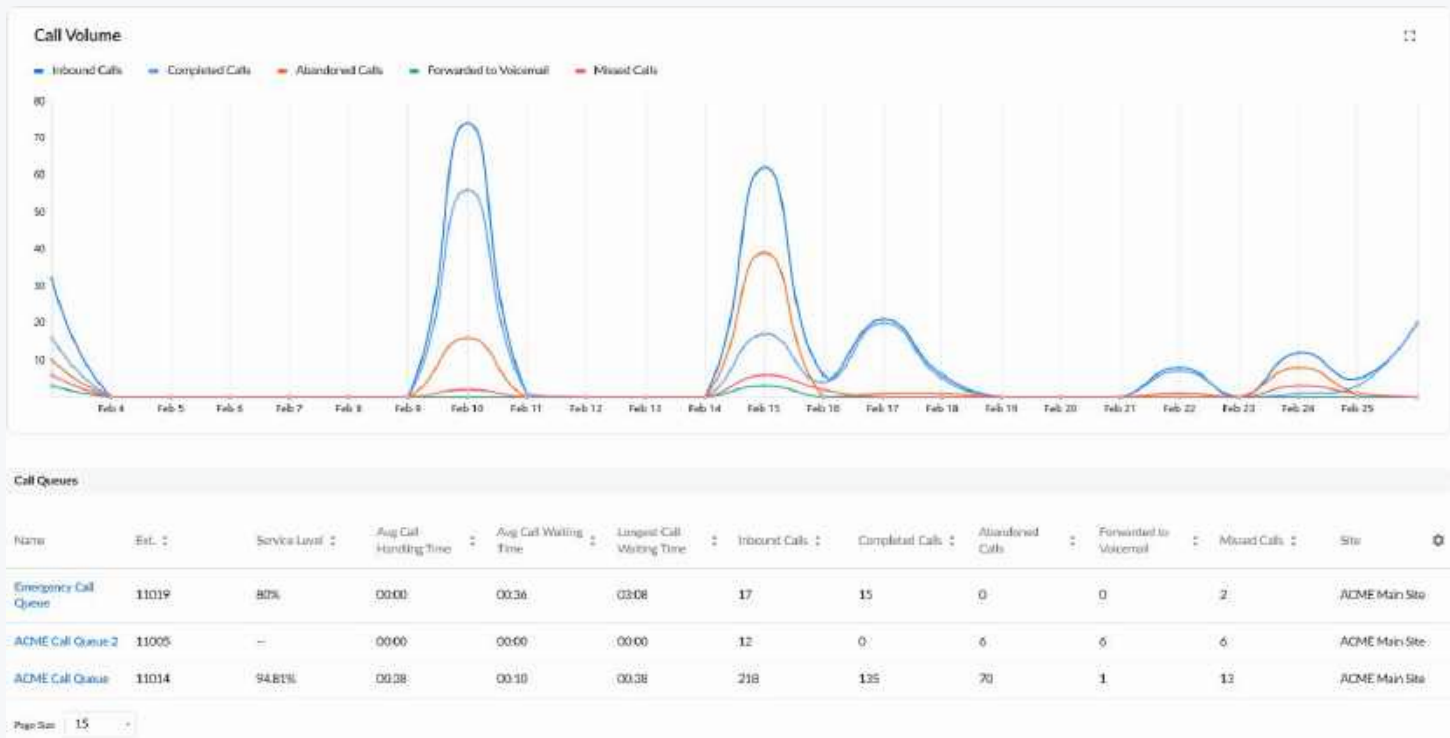 Call Volume
Inbound Calls Completed Calls Abandoned Calls Forwarded to Voicemail Missed Calls
80
70
60
50
40
30
20
10
Feb 4 Feb 5 Feb 6 Feb 7 Feb 8 Feb 9 Feb 10 Feb 11 Feb 12 Feb 13 Feb 14 Feb 15 Feb 16 Feb 17 Feb 18 Feb 19 Feb 20 Feb 21 Feb 22 Feb 23 Feb 24 Feb 25
Call Queues
Name Ext. Service Level Avg Call Handling Time Avg Call Waiting Time Longest Call Waiting Time Inbound Calls Completed Calls Abandoned Calls Forwarded to Voicemail Missed Calls Site
Emergency Call Queue 11019 80% 00:00 00:36 03:08 17 15 0 0 2 ACME Main Site
ACME Call Queue 2 11005 -- 00:00 00:00 00:00 12 0 6 6 6 ACME Main Site
ACME Call Queue 11014 94.81% 00:38 00:10 00:38 218 135 70 1 13 ACME Main Site
Page Size 15